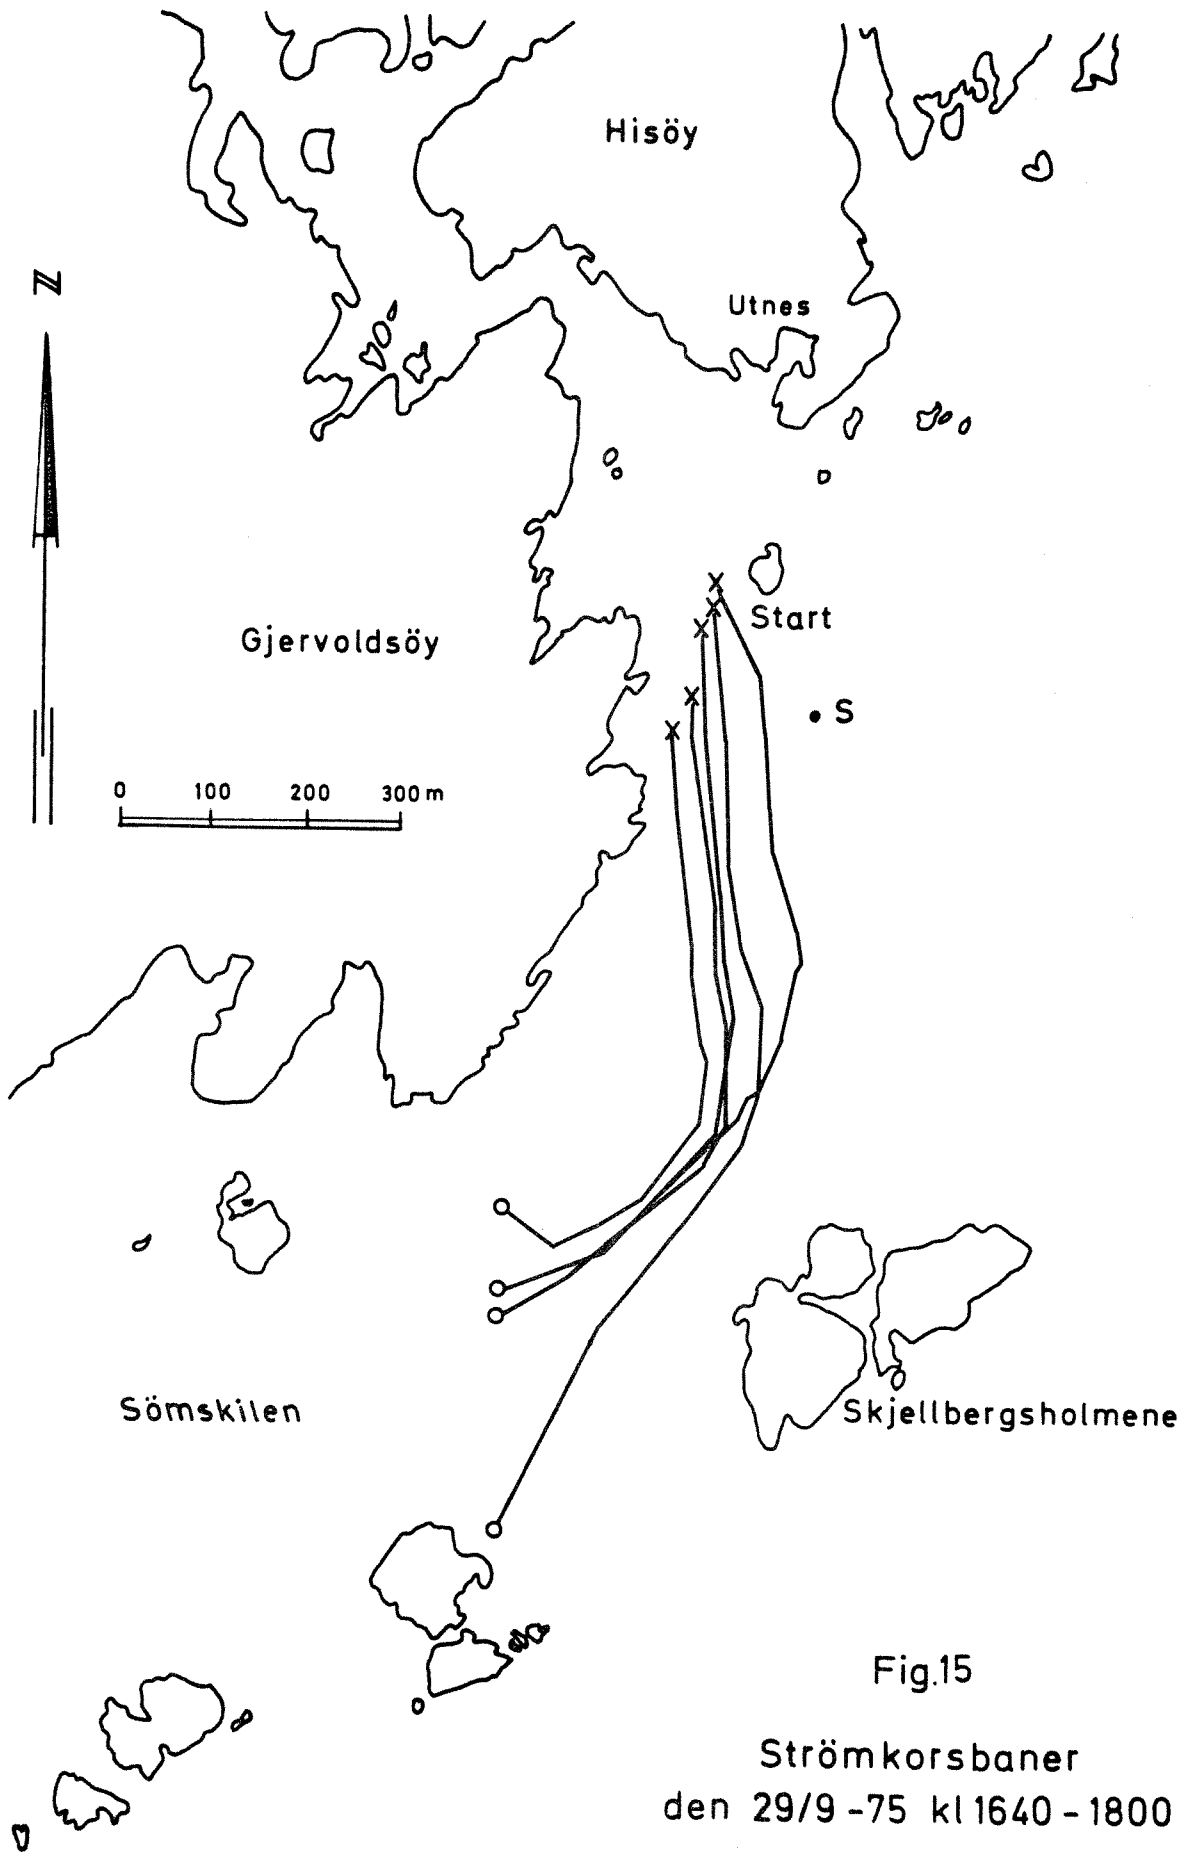 Hisöy
N
Utnes
Start
Gjervoldsöy
S
0 100 200 300 m
Sömskilen
Skjellbergsholmene
Fig.15
Strömkorsbaner
den 29/9 -75 kl 1640 - 1800